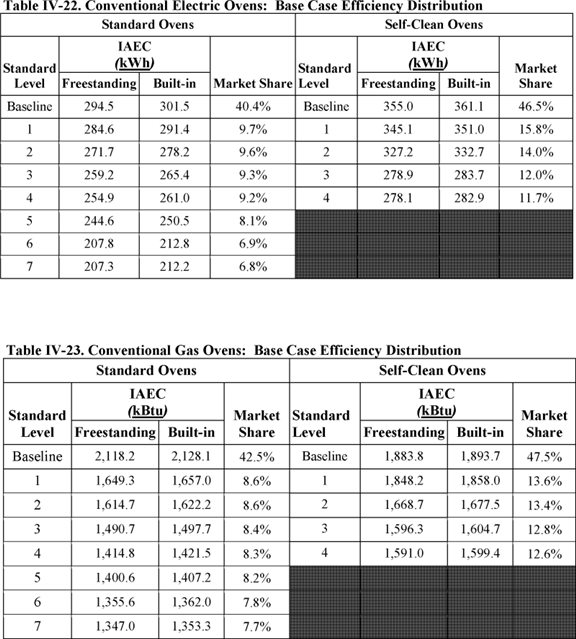 Table IV-22. Conventional Electric Ovens: Base Case Efficiency Distribution
Standard Ovens Self-Clean Ovens
Standard Level IAEC (kWh) Market Share Standard Level IAEC (kWh) Market Share
Freestanding Built-in Freestanding Built-in
Baseline 294.5 301.5 40.4% Baseline 355.0 361.1 46.5%
1 284.6 291.4 9.7% 1 345.1 351.0 15.8%
2 271.7 278.2 9.6% 2 327.2 332.7 14.0%
3 259.2 265.4 9.3% 3 278.9 283.7 12.0%
4 254.9 261.0 9.2% 4 278.1 282.9 11.7%
5 244.6 250.5 8.1%
6 207.8 212.8 6.9%
7 207.3 212.2 6.8%
Table IV-23. Conventional Gas Ovens: Base Case Efficiency Distribution
Standard Ovens Self-Clean Ovens
Standard Level IAEC (kBtu) Market Share Standard Level IAEC (kBtu) Market Share
Freestanding Built-in Freestanding Built-in
Baseline 2,118.2 2,128.1 42.5% Baseline 1,883.8 1,893.7 47.5%
1 1,649.3 1,657.0 8.6% 1 1,848.2 1,858.0 13.6%
2 1,614.7 1,622.2 8.6% 2 1,668.7 1,677.5 13.4%
3 1,490.7 1,497.7 8.4% 3 1,596.3 1,604.7 12.8%
4 1,414.8 1,421.5 8.3% 4 1,591.0 1,599.4 12.6%
5 1,400.6 1,407.2 8.2%
6 1,355.6 1,362.0 7.8%
7 1,347.0 1,353.3 7.7%